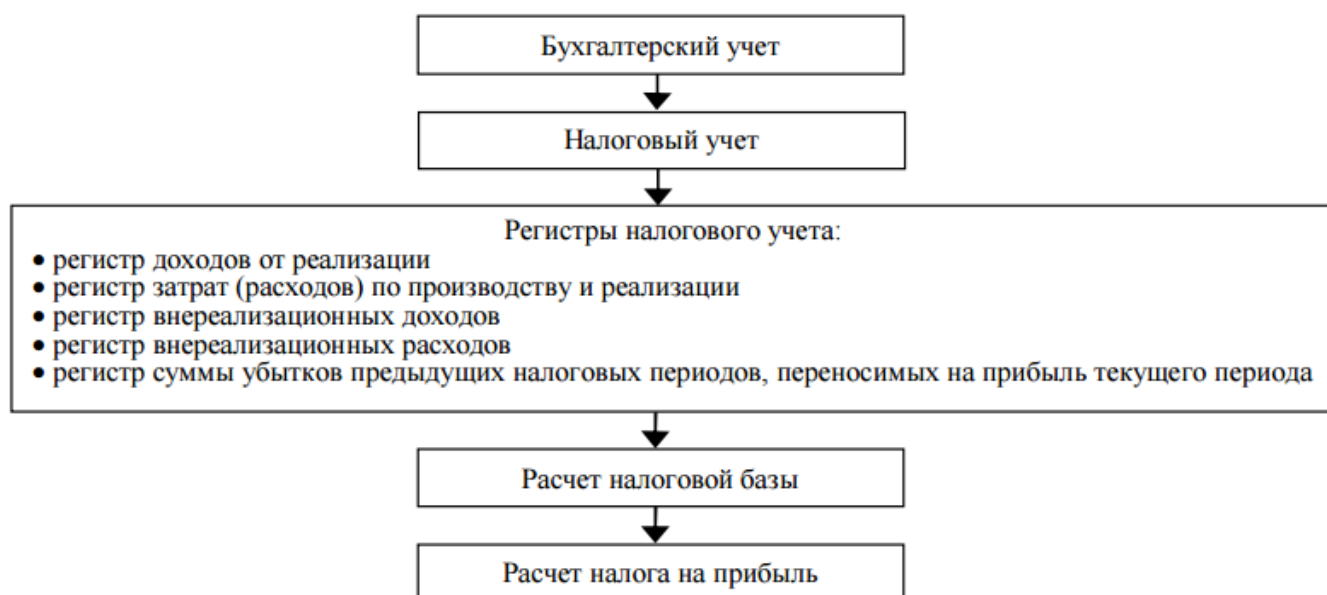 Бухгалтерский учет
Налоговый учет
Регистры налогового учета:
• регистр доходов от реализации
• регистр затрат (расходов) по производству и реализации
• регистр внереализационных доходов
• регистр внереализационных расходов
• регистр суммы убытков предыдущих налоговых периодов, переносимых на прибыль текущего периода
Расчет налоговой базы
Расчет налога на прибыль